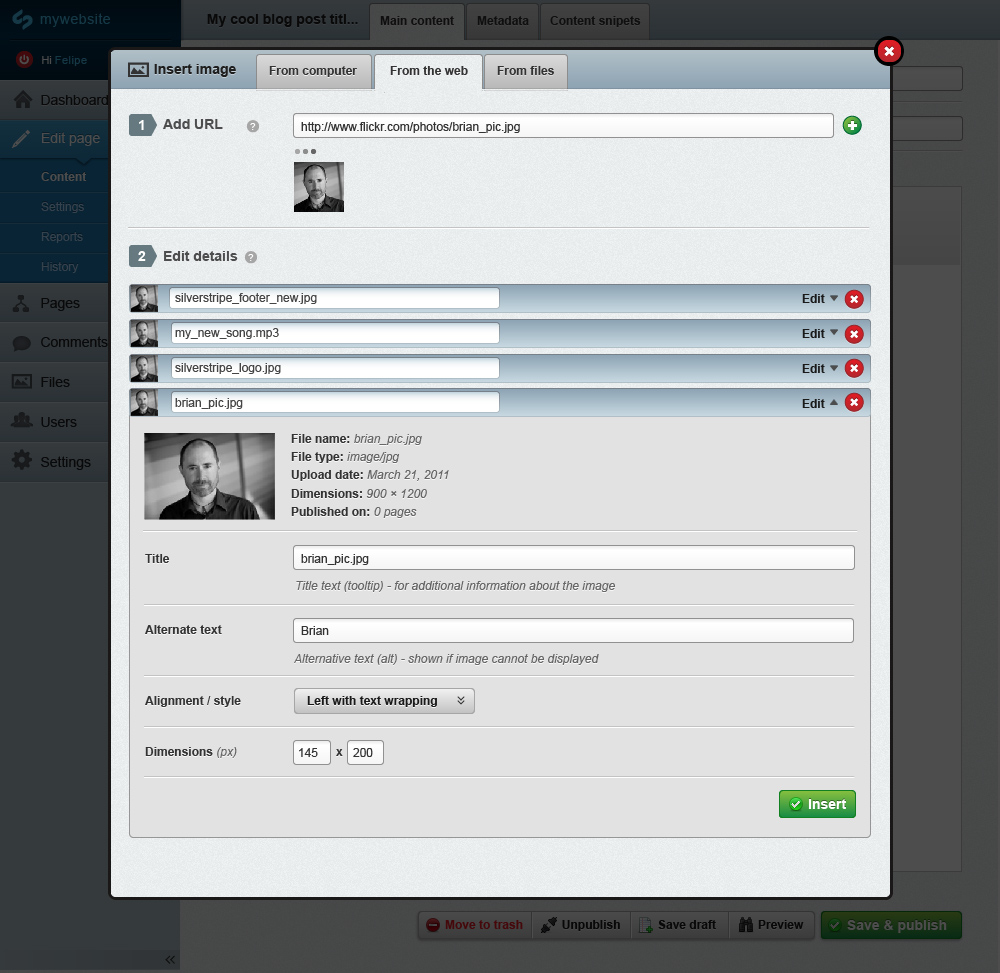 mywebsite
My cool blog post titl...
Main content
Metadata
Content snipets
Hi Felipe
Dashboard
Edit page
Content
Settings
Reports
History
Pages
Comments
Files
Users
Settings
Insert image
From computer
From the web
From files
1 Add URL ?
http://www.flickr.com/photos/brian_pic.jpg
2 Edit details ?
silverstripe_footer_new.jpg Edit
my_new_song.mp3 Edit
silverstripe_logo.jpg Edit
brian_pic.jpg Edit
File name: brian_pic.jpg
File type: image/jpg
Upload date: March 21, 2011
Dimensions: 900 × 1200
Published on: 0 pages
Title brian_pic.jpg
Title text (tooltip) - for additional information about the image
Alternate text Brian
Alternative text (alt) - shown if image cannot be displayed
Alignment / style Left with text wrapping
Dimensions (px) 145 x 200
Insert
Move to trash
Unpublish
Save draft
Preview
Save & publish
«